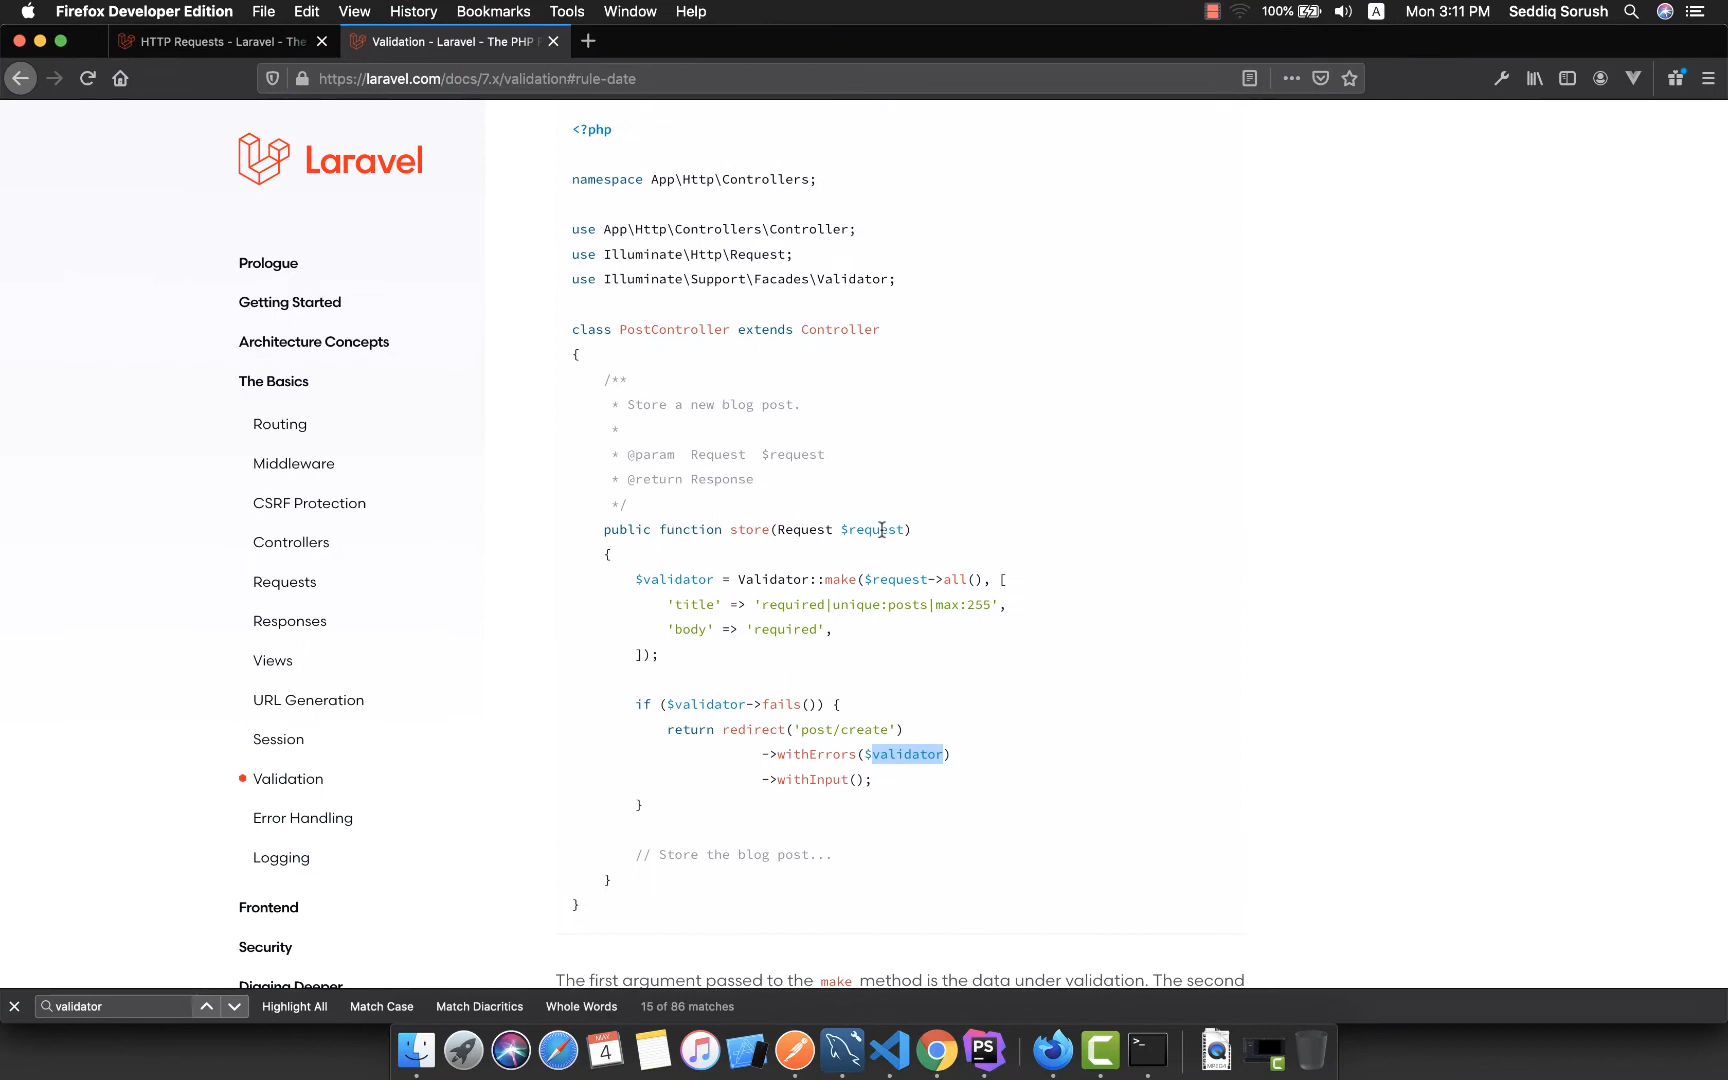 Firefox Developer Edition File Edit View History Bookmarks Tools Window Help 100% A Mon 3:11 PM Seddiq Sorush
HTTP Requests - Laravel - The Validation - Laravel - The PHP F
https://laravel.com/docs/7.x/validation#rule-date
Laravel
Prologue
Getting Started
Architecture Concepts
The Basics
Routing
Middleware
CSRF Protection
Controllers
Requests
Responses
Views
URL Generation
Session
Validation
Error Handling
Logging
Frontend
Security
Digging Deeper
<?php
namespace App\Http\Controllers;
use App\Http\Controllers\Controller;
use Illuminate\Http\Request;
use Illuminate\Support\Facades\Validator;
class PostController extends Controller
{
/**
* Store a new blog post.
*
* @param Request $request
* @return Response
*/
public function store(Request $request)
{
$validator = Validator::make($request->all(), [
'title' => 'required|unique:posts|max:255',
'body' => 'required',
]);
if ($validator->fails()) {
return redirect('post/create')
->withErrors($validator)
->withInput();
}
// Store the blog post...
}
}
The first argument passed to the make method is the data under validation. The second
validator Highlight All Match Case Match Diacritics Whole Words 15 of 86 matches
MAY
4
PS
C
>_
MPEG4